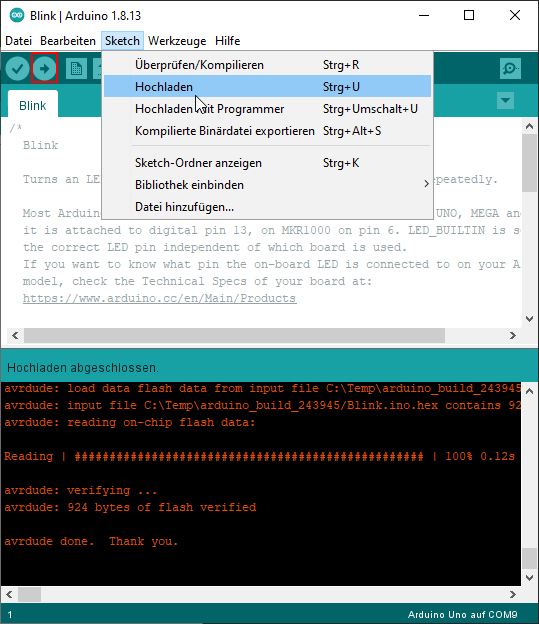 Blink | Arduino 1.8.13
Datei Bearbeiten Sketch Werkzeuge Hilfe
Überprüfen/Kompilieren Strg+R
Hochladen Strg+U
Hochladen mit Programmer Strg+Umschalt+U
Kompilierte Binärdatei exportieren Strg+Alt+S
Sketch-Ordner anzeigen Strg+K
Bibliothek einbinden
Datei hinzufügen...
Blink
/*
Blink
Turns an LE epeatedly.
Most Arduin UNO, MEGA an
it is attached to digital pin 13, on MKR1000 on pin 6. LED_BUILTIN is s
the correct LED pin independent of which board is used.
If you want to know what pin the on-board LED is connected to on your A
model, check the Technical Specs of your board at:
https://www.arduino.cc/en/Main/Products
Hochladen abgeschlossen.
avrdude: load data flash data from input file C:\Temp\arduino_build_243945
avrdude: input file C:\Temp\arduino_build_243945/Blink.ino.hex contains 92
avrdude: reading on-chip flash data:
Reading | ################################################## | 100% 0.12s
avrdude: verifying ...
avrdude: 924 bytes of flash verified
avrdude done.  Thank you.
1 Arduino Uno auf COM9